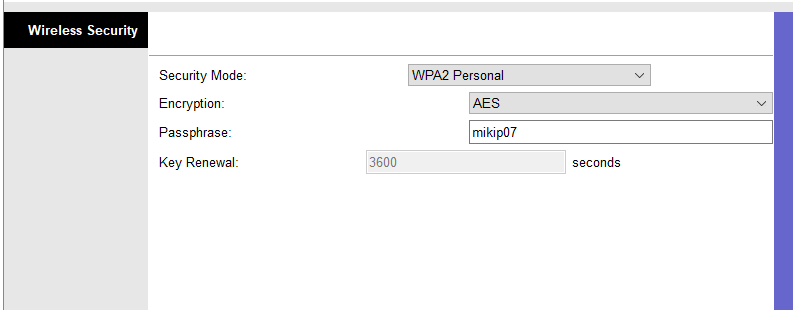 Wireless Security
Security Mode: WPA2 Personal
Encryption: AES
Passphrase: mikip07
Key Renewal: 3600 seconds